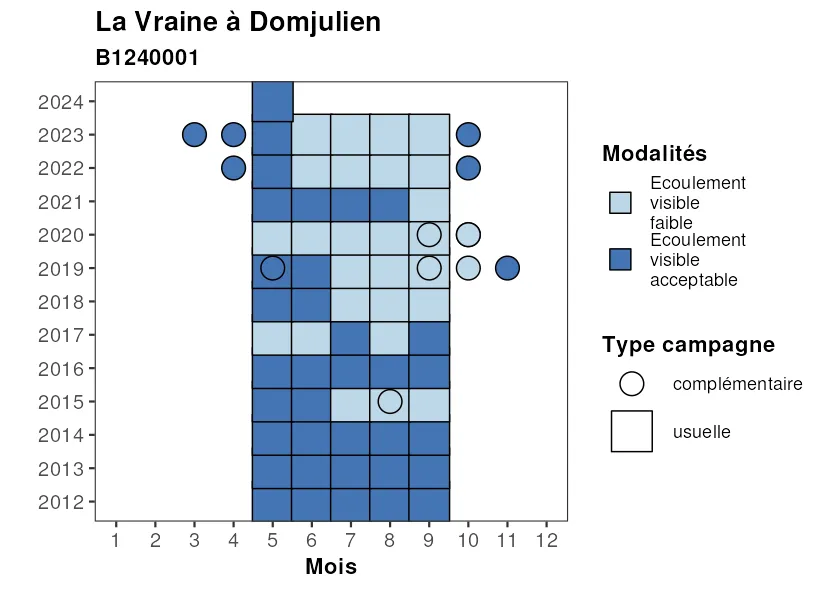 La Vraine à Domjulien
B1240001
2024
2023
2022
2021
2020
2019
2018
2017
2016
2015
2014
2013
2012
1 2 3 4 5 6 7 8 9 10 11 12
Mois
Modalités
Ecoulement
visible
faible
Ecoulement
visible
acceptable
Type campagne
complémentaire
usuelle